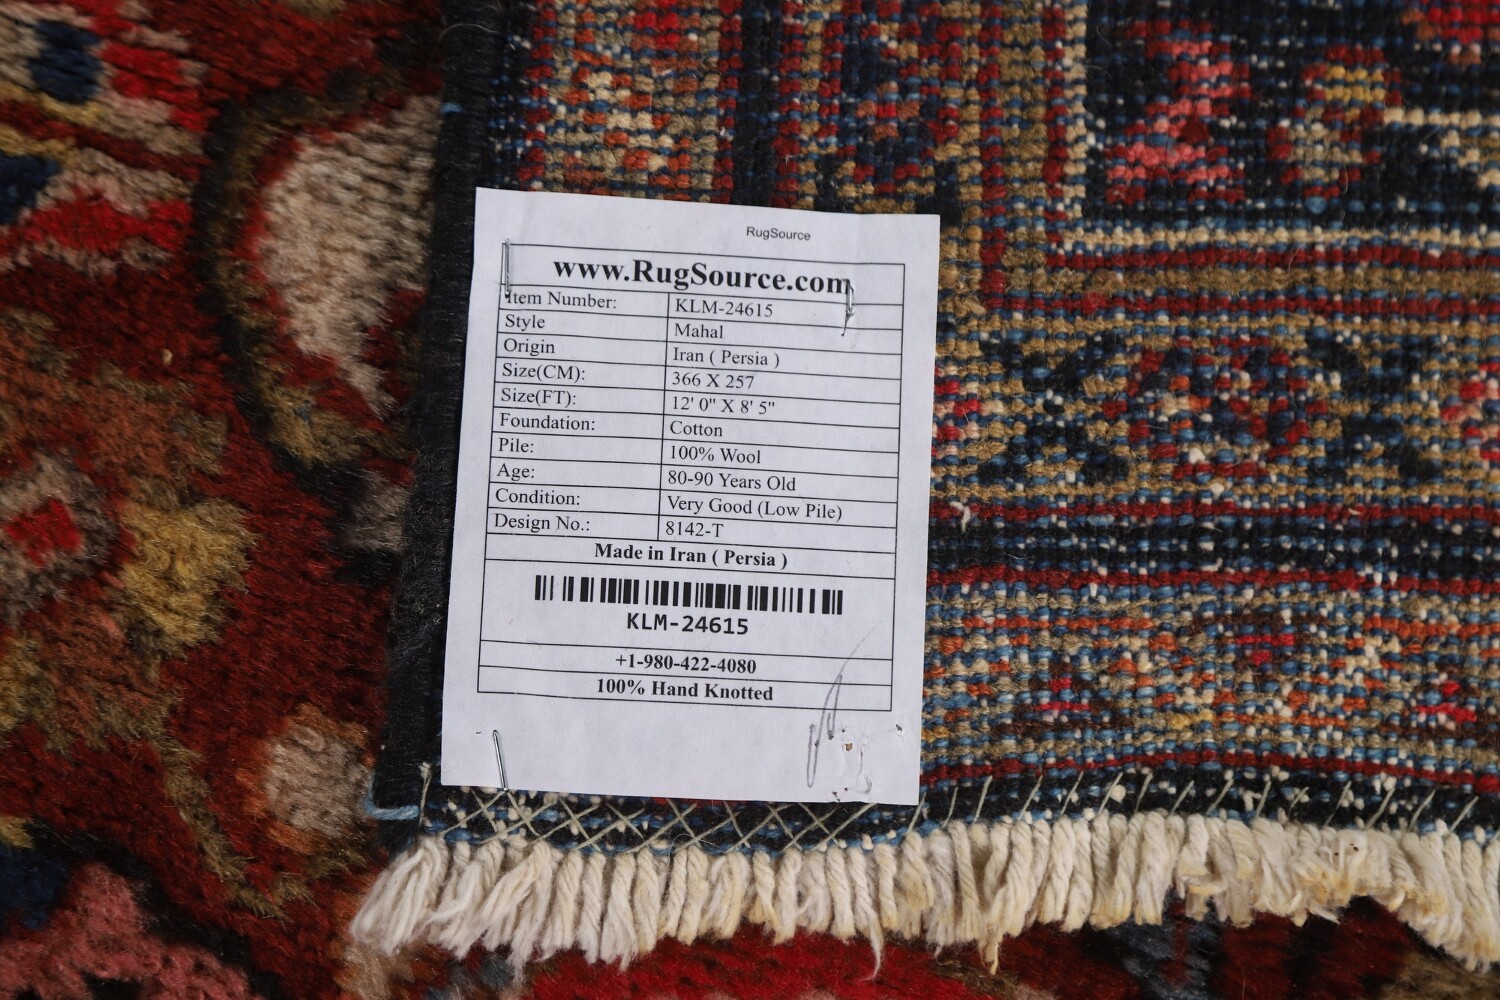 RugSource
www.RugSource.com
Item Number: KLM-24615
Style Mahal
Origin Iran ( Persia )
Size(CM): 366 X 257
Size(FT): 12' 0" X 8' 5"
Foundation: Cotton
Pile: 100% Wool
Age: 80-90 Years Old
Condition: Very Good (Low Pile)
Design No.: 8142-T
Made in Iran ( Persia )
KLM-24615
+1-980-422-4080
100% Hand Knotted